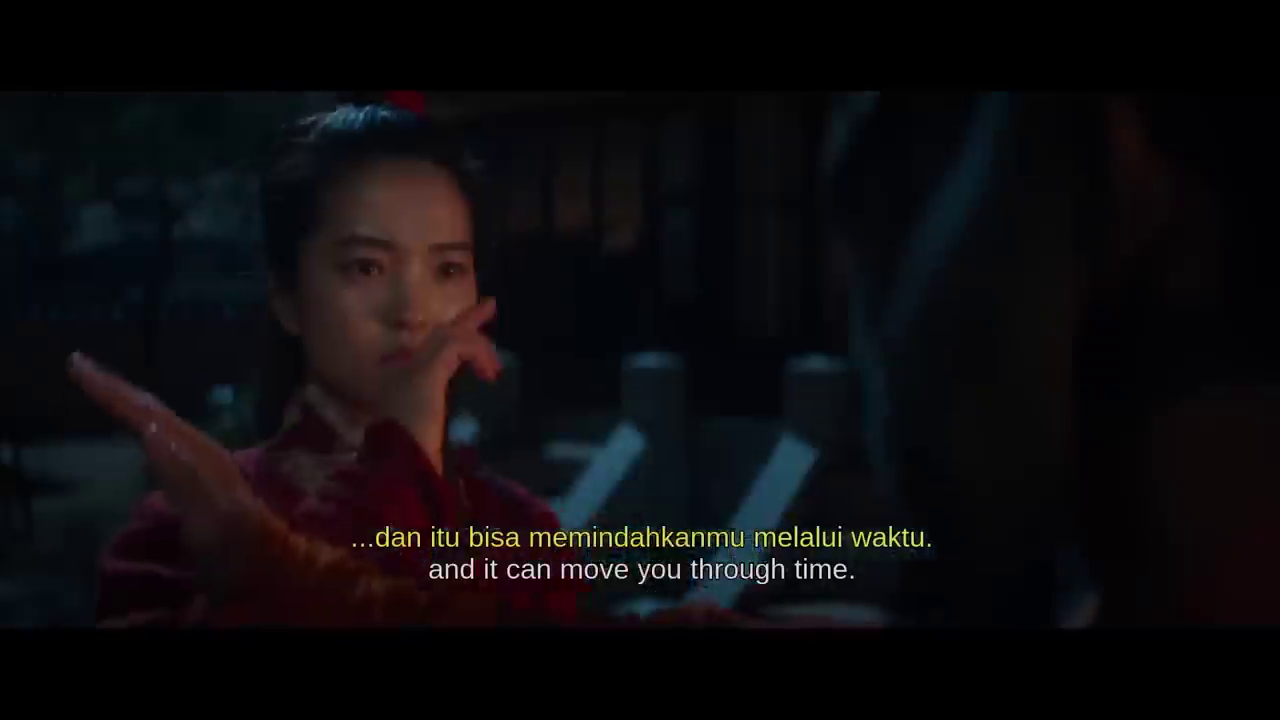 ...dan itu bisa memindahkanmu melalui waktu.
and it can move you through time.